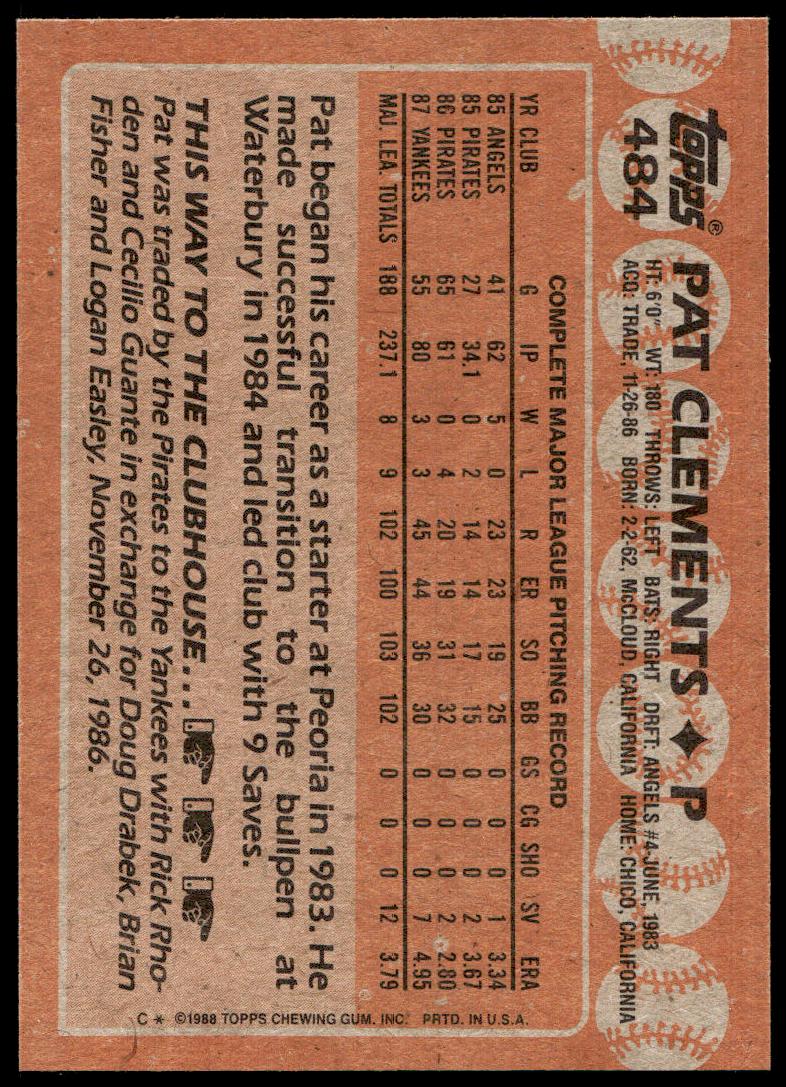 topps®
484
PAT CLEMENTS ✦ P
HT: 6'0" WT: 180 THROWS: LEFT BATS: RIGHT DRFT: ANGELS #4-JUNE, 1983
ACQ: TRADE, 11-26-86 BORN: 2-2-62, McCLOUD, CALIFORNIA HOME: CHICO, CALIFORNIA
COMPLETE MAJOR LEAGUE PITCHING RECORD
YR CLUB G IP W L R ER SO BB GS CG SHO SV ERA
85 ANGELS 41 62 5 0 23 23 19 25 0 0 0 1 3.34
85 PIRATES 27 34.1 0 2 14 14 17 15 0 0 0 2 3.67
86 PIRATES 65 61 0 4 20 19 31 32 0 0 0 2 2.80
87 YANKEES 55 80 3 3 45 44 36 30 0 0 0 7 4.95
MAJ. LEA. TOTALS 188 237.1 8 9 102 100 103 102 0 0 0 12 3.79
Pat began his career as a starter at Peoria in 1983. He
made successful transition to the bullpen at
Waterbury in 1984 and led club with 9 Saves.
THIS WAY TO THE CLUBHOUSE...
Pat was traded by the Pirates to the Yankees with Rick Rho-
den and Cecilio Guante in exchange for Doug Drabek, Brian
Fisher and Logan Easley, November 26, 1986.
C * ©1988 TOPPS CHEWING GUM, INC. PRTD. IN U.S.A.